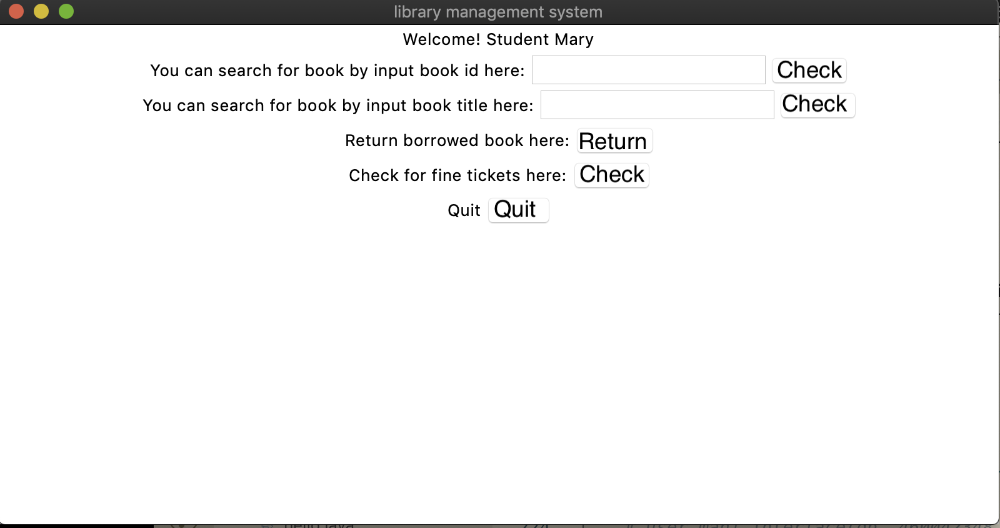 library management system
Welcome! Student Mary
You can search for book by input book id here: Check
You can search for book by input book title here: Check
Return borrowed book here: Return
Check for fine tickets here: Check
Quit Quit